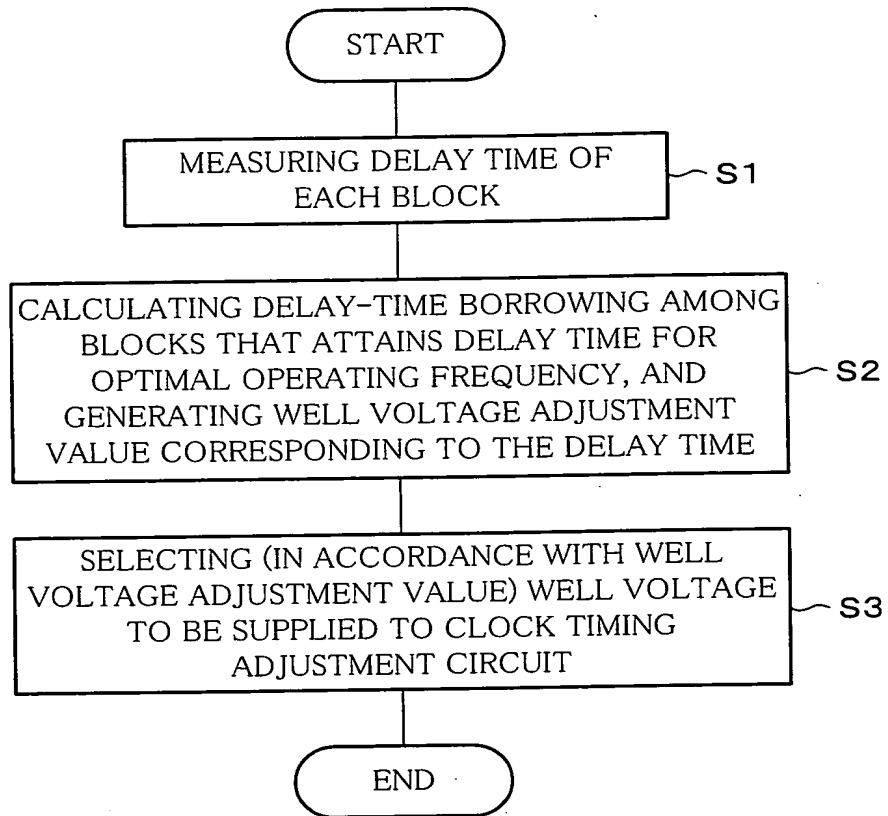 START
MEASURING DELAY TIME OF
EACH BLOCK
S1
CALCULATING DELAY-TIME BORROWING AMONG
BLOCKS THAT ATTAINS DELAY TIME FOR
OPTIMAL OPERATING FREQUENCY, AND
GENERATING WELL VOLTAGE ADJUSTMENT
VALUE CORRESPONDING TO THE DELAY TIME
S2
SELECTING (IN ACCORDANCE WITH WELL
VOLTAGE ADJUSTMENT VALUE) WELL VOLTAGE
TO BE SUPPLIED TO CLOCK TIMING
ADJUSTMENT CIRCUIT
S3
END